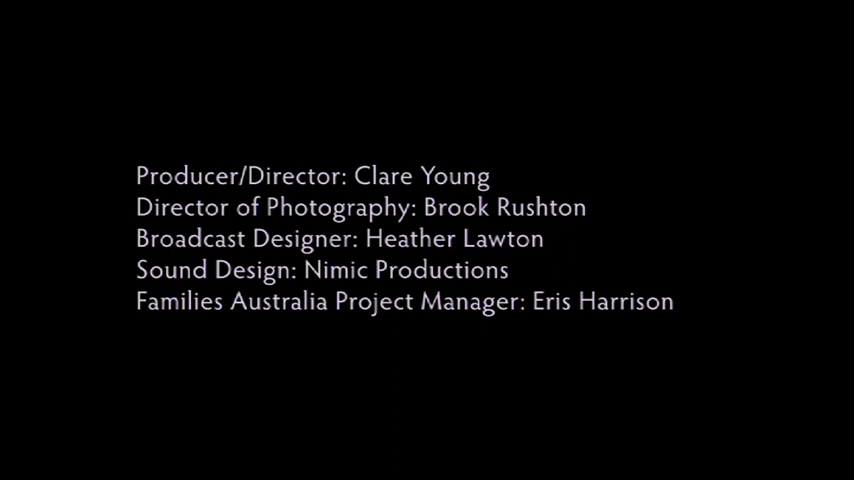 Producer/Director: Clare Young
Director of Photography: Brook Rushton
Broadcast Designer: Heather Lawton
Sound Design: Nimic Productions
Families Australia Project Manager: Eris Harrison